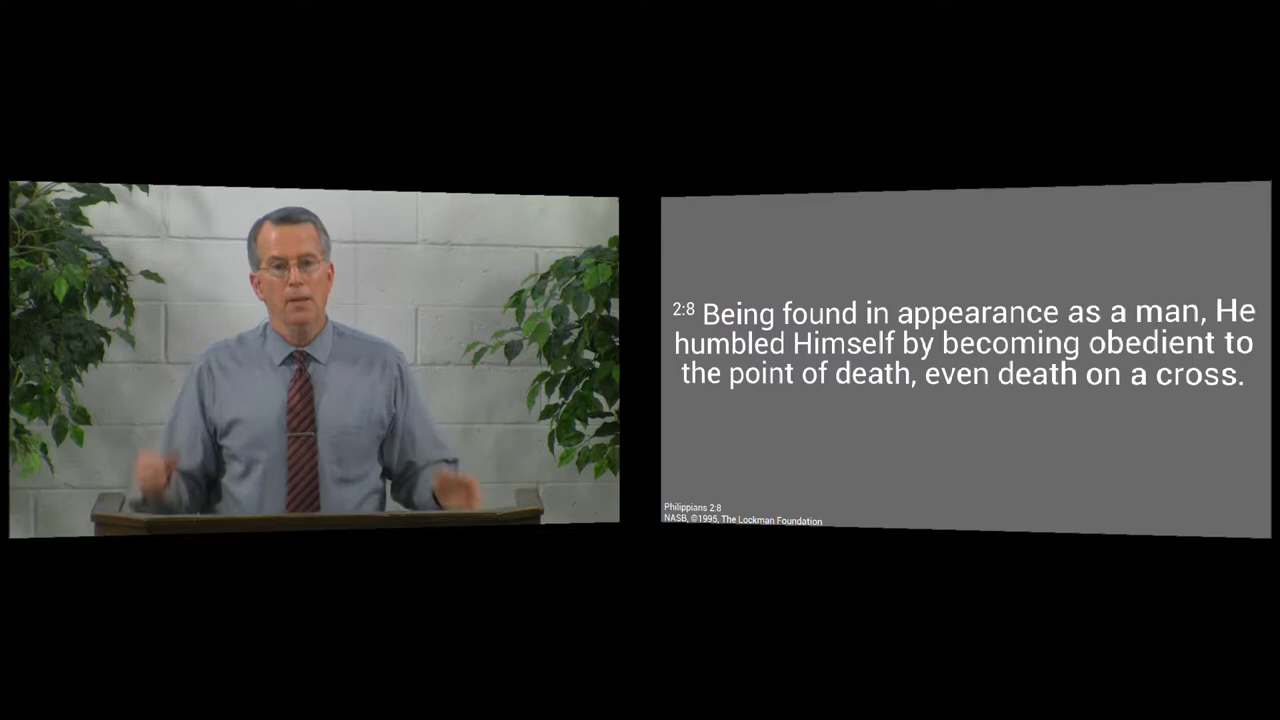 2:8 Being found in appearance as a man, He
humbled Himself by becoming obedient to
the point of death, even death on a cross.
Philippians 2:8
NASB, ©1995, The Lockman Foundation